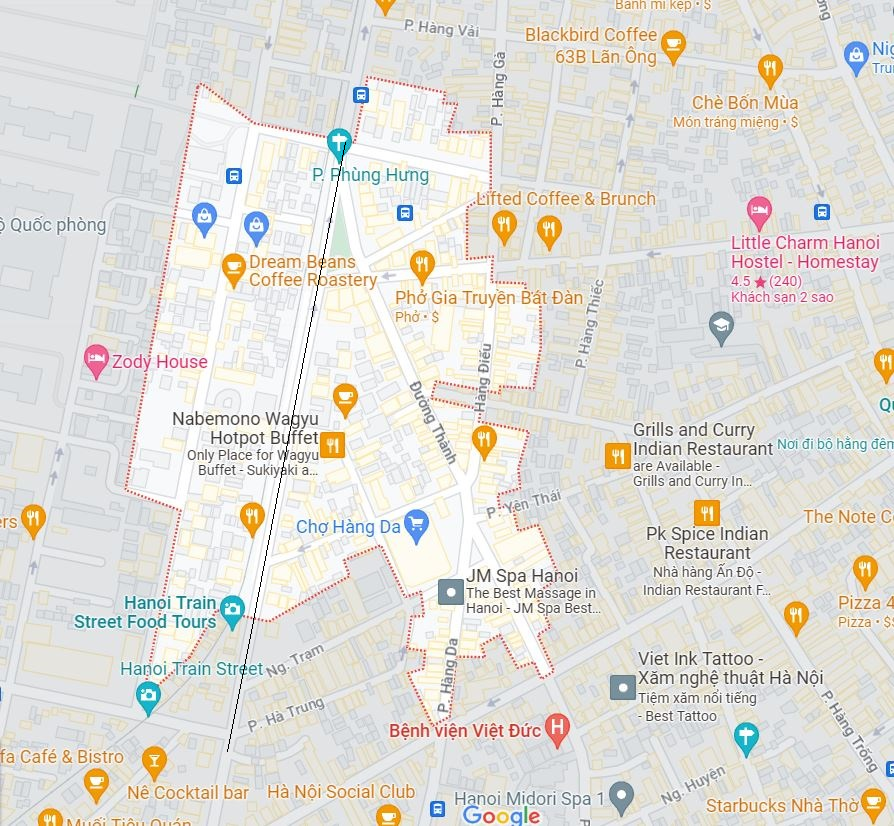 Bánh mì kẹp • $
P. Hàng Vải
Blackbird Coffee
63B Lãn Ông
P. Hàng Gà
Chè Bốn Mùa
Món tráng miệng • $
P. Phùng Hưng
Lifted Coffee & Brunch
Quốc phòng
Little Charm Hanoi
Hostel - Homestay
4.5 ★ (240)
Khách sạn 2 sao
Dream Beans
Coffee Roastery
Phở Gia Truyền Bát Đàn
Phở • $
P. Hàng Thiếc
Zody House
Hàng Điếu
Đường Thành
Nabemono Wagyu
Hotpot Buffet
Only Place for Wagyu
Buffet - Sukiyaki a...
Grills and Curry
Indian Restaurant
are Available -
Grills and Curry In...
Nơi đi bộ hằng đêm
P. Yên Thái
Chợ Hàng Da
The Note
Pk Spice Indian
Restaurant
Nhà hàng Ấn Độ -
Indian Restaurant F...
JM Spa Hanoi
The Best Massage in
Hanoi - JM Spa Best...
Pizza 4
Pizza • $
Hanoi Train
Street Food Tours
Hanoi Train Street
Ng. Trạm
Viet Ink Tattoo -
Xăm nghệ thuật Hà Nội
Tiệm xăm nổi tiếng
- Best Tattoo
P. Hàng Da
P. Hà Trung
P. Hàng Trống
Bệnh viện Việt Đức
Café & Bistro
Nê Cocktail bar
Hà Nội Social Club
Hanoi Midori Spa 1
Ng. Huyện
Starbucks Nhà Thờ
Muối Tiêu Quán
Google